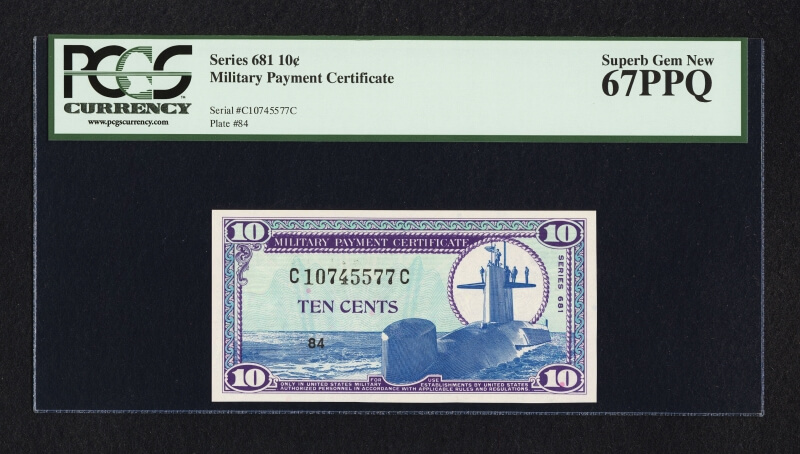 PCGS
CURRENCY
www.pcgscurrency.com
Series 681 10¢
Military Payment Certificate
Serial #C10745577C
Plate #84
Superb Gem New
67PPQ
10
10
MILITARY PAYMENT CERTIFICATE
C10745577C
SERIES 681
TEN CENTS
84
10
10
FOR USE
ONLY IN UNITED STATES MILITARY ESTABLISHMENTS BY UNITED STATES
AUTHORIZED PERSONNEL IN ACCORDANCE WITH APPLICABLE RULES AND REGULATIONS.